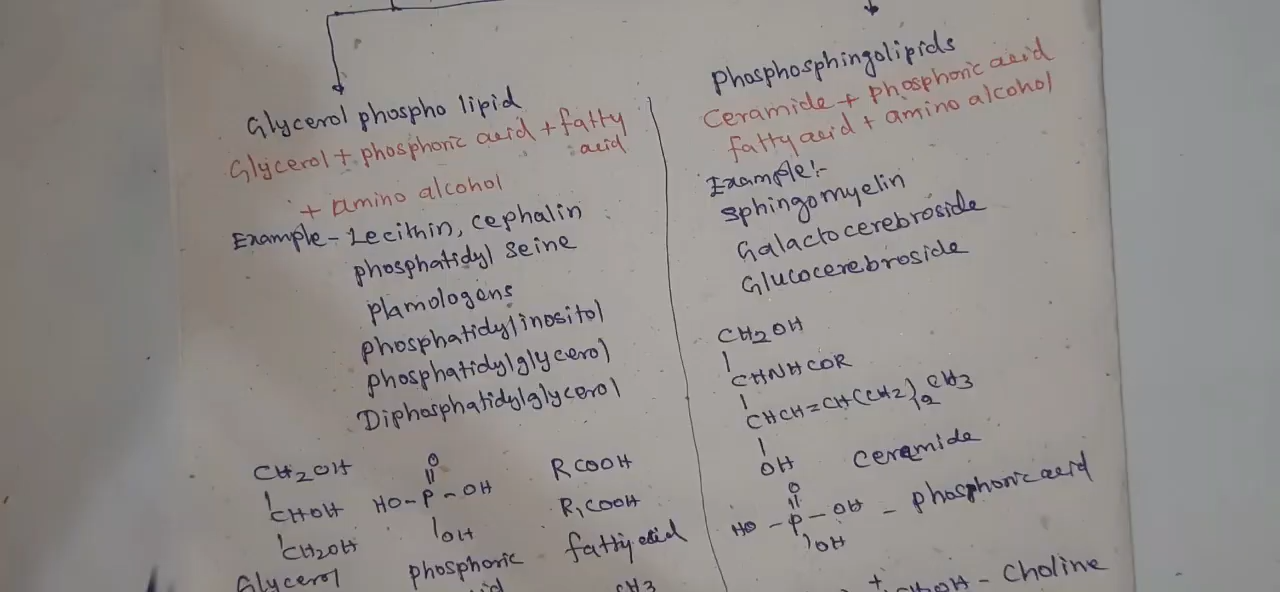 Glycerol phospho lipid
Glycerol + phosphoric acid + fatty
acid
+ amino alcohol
Example - Lecithin, cephalin
phosphatidyl seine
plamologens
phosphatidylinositol
phosphatidylglycerol
Diphosphatidylglycerol
CH2OH
CHOH
CH2OH
Glycerol
O
HO-P-OH
OH
phosphoric
RCOOH
R1COOH
fatty acid
CH3
Phosphosphingolipids
Ceramide + phosphoric acid
fatty acid + amino alcohol
Example:-
Sphingomyelin
Galactocerebroside
Glucocerebroside
CH2OH
CHNHCOR
CHCH=CH(CH2)2CH3
OH ceramide
O
HO-P-OH - phosphoric acid
OH
- Choline